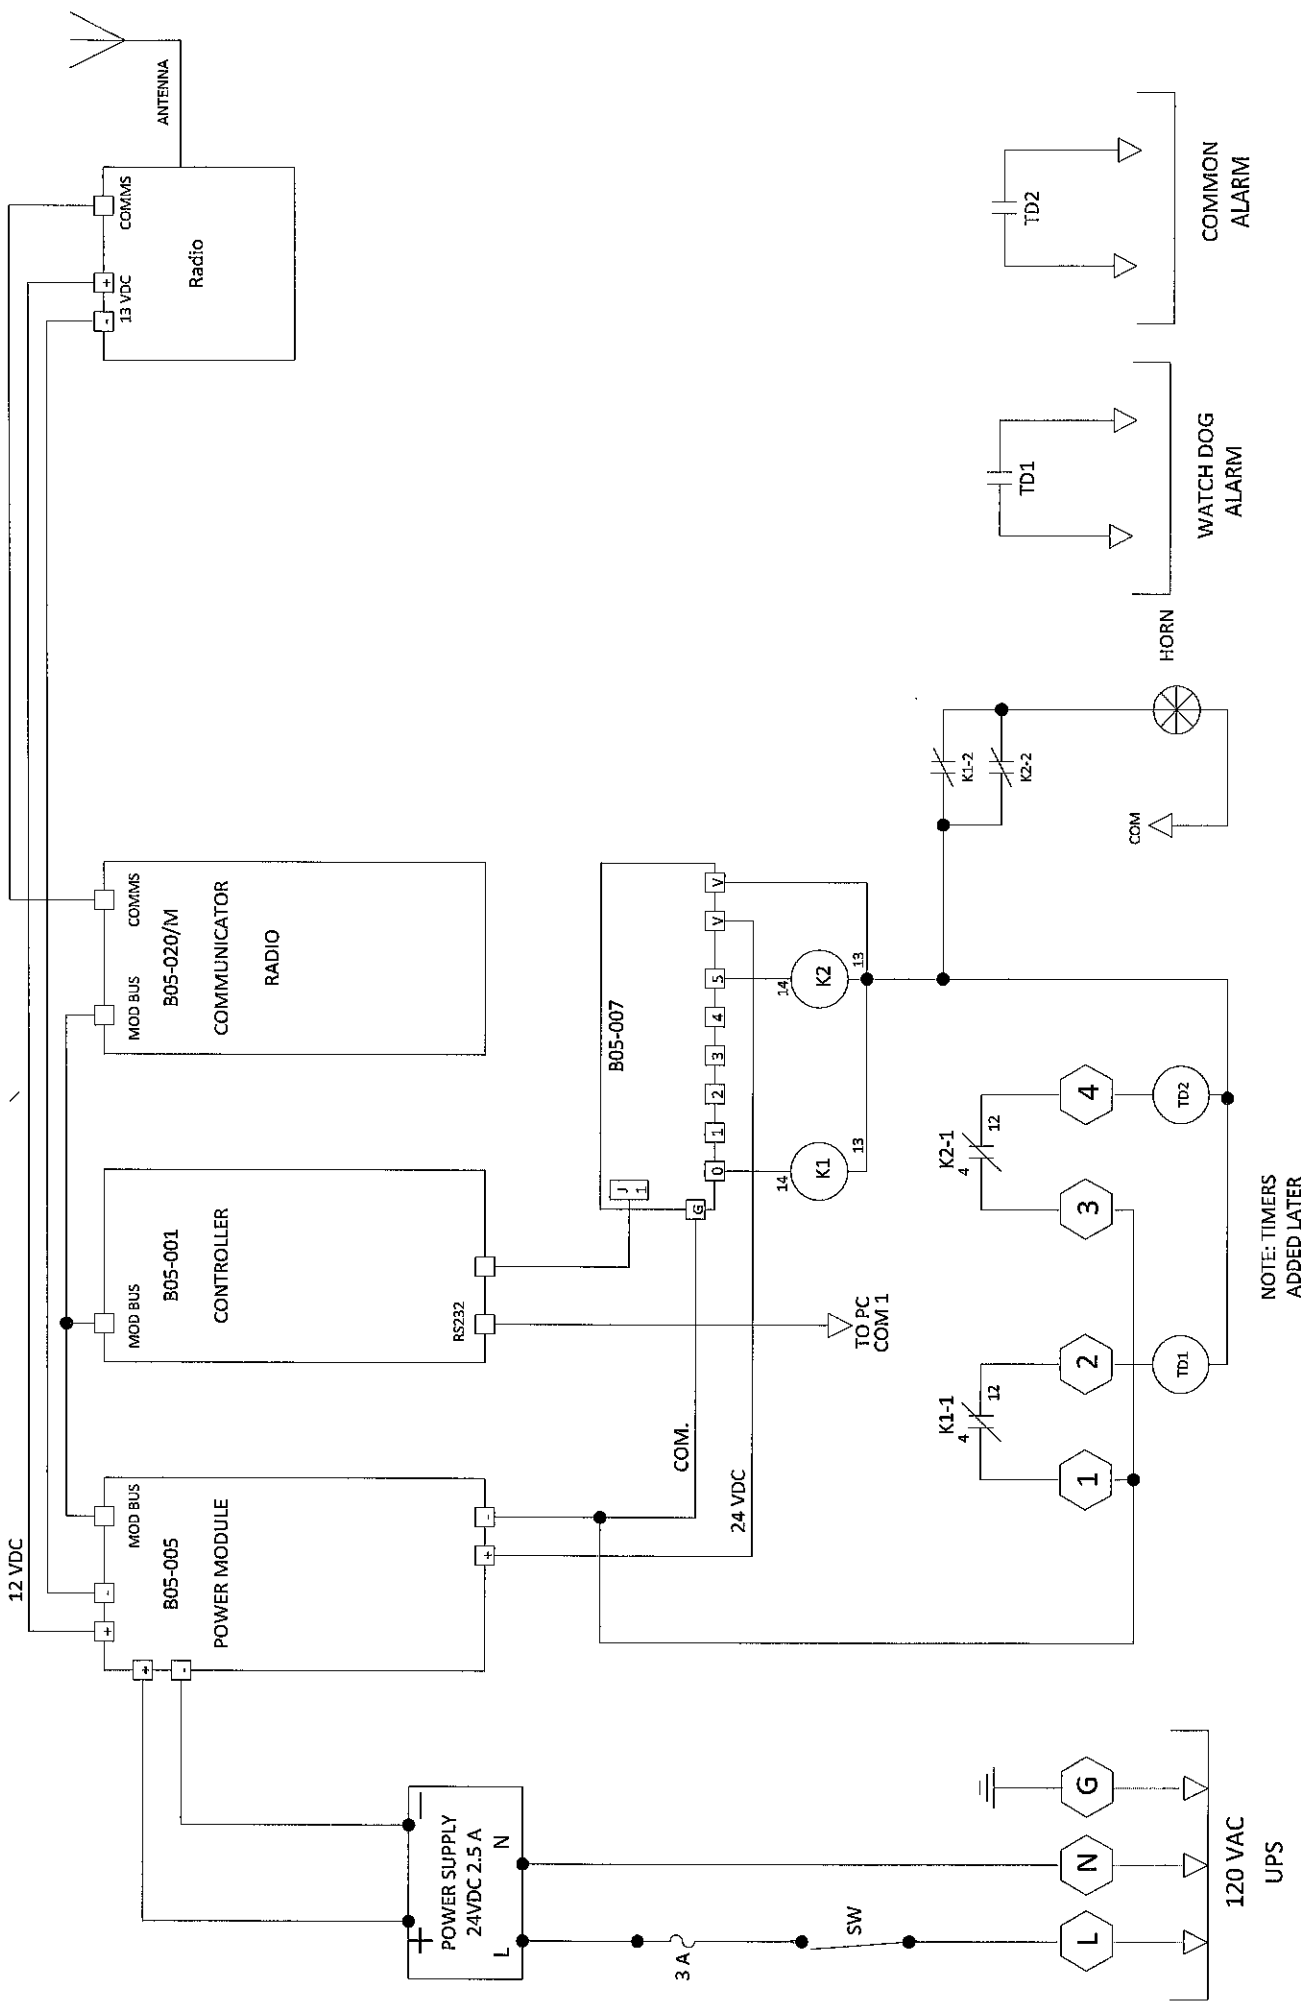 12 VDC
MOD BUS
B05-005
POWER MODULE
+
-
+
-
+
-
MOD BUS
B05-001
CONTROLLER
RS232
MOD BUS
COMMS
B05-020/M
COMMUNICATOR
RADIO
COMMS
+
-
13 VDC
Radio
ANTENNA
+
-
POWER SUPPLY
24VDC 2.5 A
L
N
3 A
SW
L
N
G
120 VAC
UPS
COM.
24 VDC
TO PC
COM 1
B05-007
J
1
G
0
1
2
3
4
5
V
V
14
K1
13
14
K2
13
K1-1
4
12
1
2
TD1
K2-1
4
12
3
4
TD2
NOTE: TIMERS
ADDED LATER
K1-2
K2-2
COM
HORN
TD1
WATCH DOG
ALARM
TD2
COMMON
ALARM